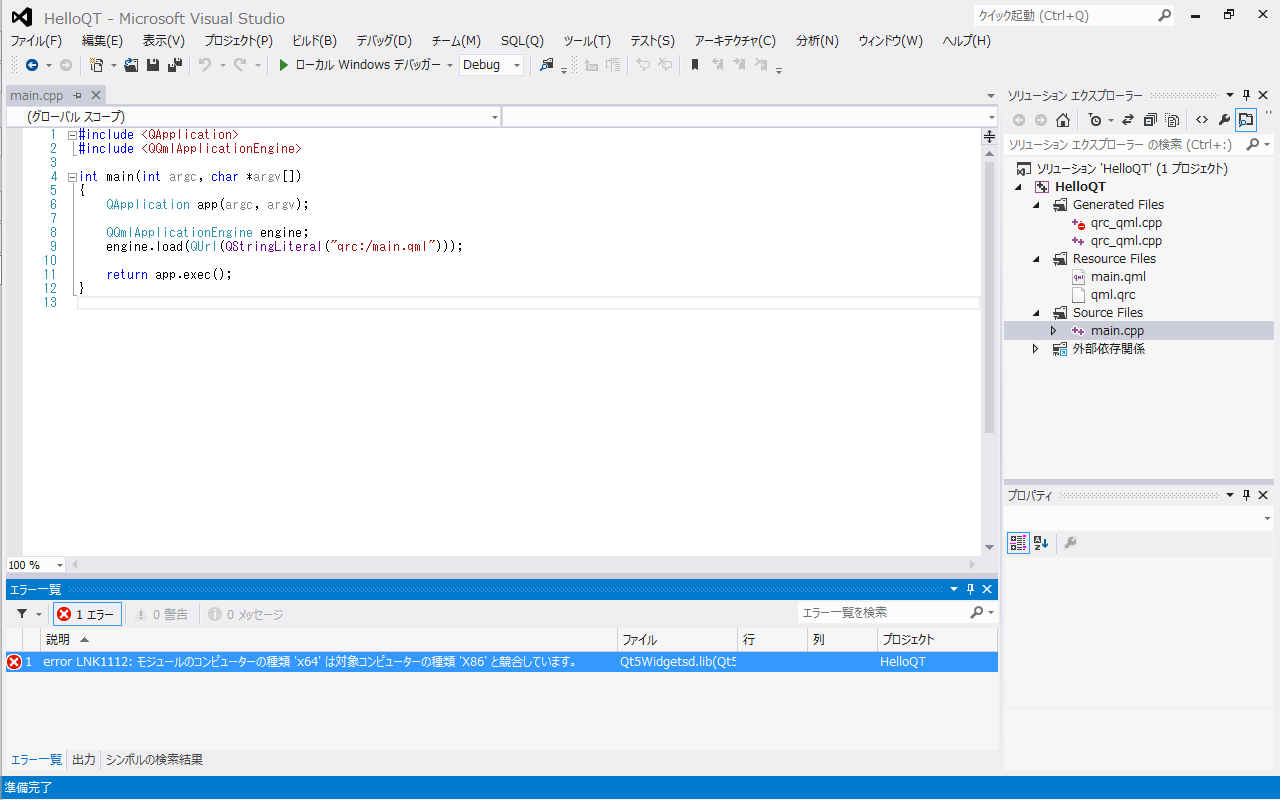 HelloQT - Microsoft Visual Studio
クイック起動 (Ctrl+Q)
ファイル(F) 編集(E) 表示(V) プロジェクト(P) ビルド(B) デバッグ(D) チーム(M) SQL(Q) ツール(T) テスト(S) アーキテクチャ(C) 分析(N) ウィンドウ(W) ヘルプ(H)
ローカル Windows デバッガー Debug
main.cpp
(グローバル スコープ)
1 #include <QApplication>
2 #include <QQmlApplicationEngine>
3
4 int main(int argc, char *argv[])
5 {
6 QApplication app(argc, argv);
7
8 QQmlApplicationEngine engine;
9 engine.load(QUrl(QStringLiteral("qrc:/main.qml")));
10
11 return app.exec();
12 }
13
100 %
ソリューション エクスプローラー
ソリューション エクスプローラー の検索 (Ctrl+:)
ソリューション 'HelloQT' (1 プロジェクト)
HelloQT
Generated Files
qrc_qml.cpp
qrc_qml.cpp
Resource Files
main.qml
qml.qrc
Source Files
main.cpp
外部依存関係
プロパティ
エラー一覧
1 エラー 0 警告 0 メッセージ
エラー一覧を検索
説明 ファイル 行 列 プロジェクト
1 error LNK1112: モジュールのコンピューターの種類 'x64' は対象コンピューターの種類 'X86' と競合しています。 Qt5Widgetsd.lib(Qt5 HelloQT
エラー一覧 出力 シンボルの検索結果
準備完了